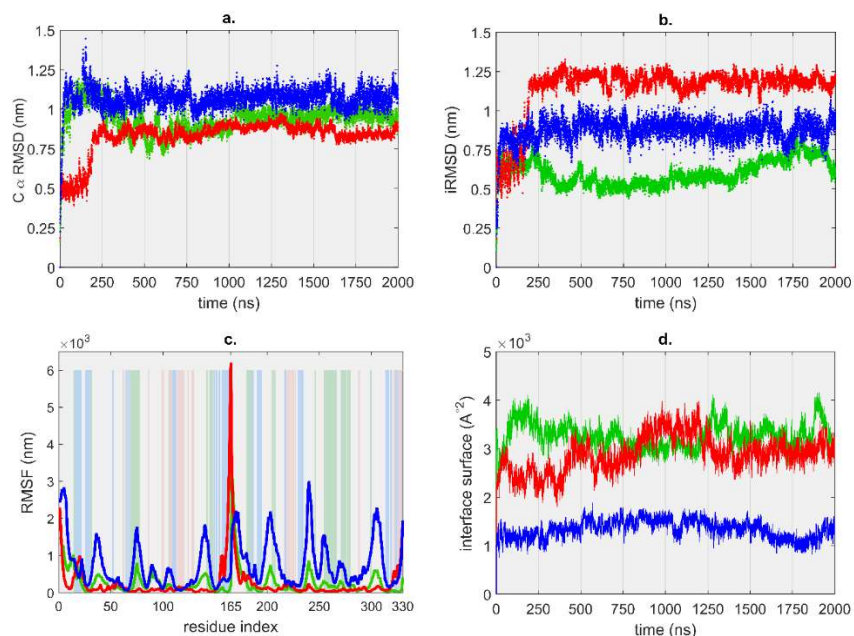 a.
b.
1.5
1.25
1
0.75
0.5
0.25
0
C α RMSD (nm)
0 250 500 750 1000 1250 1500 1750 2000
time (ns)
1.5
1.25
1
0.75
0.5
0.25
0
iRMSD (nm)
0 250 500 750 1000 1250 1500 1750 2000
time (ns)
c.
d.
×10³
6
5
4
3
2
1
0
RMSF (nm)
0 50 100 165 200 250 300 330
residue index
×10³
5
4
3
2
1
0
interface surface (A°2)
0 250 500 750 1000 1250 1500 1750 2000
time (ns)